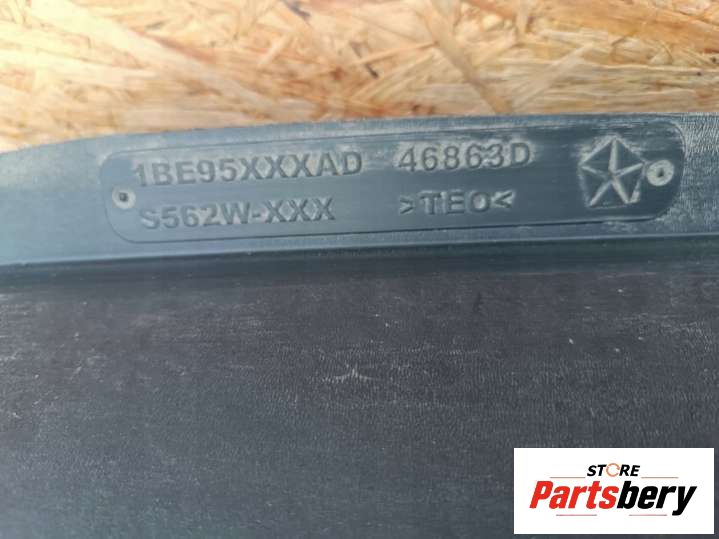 1BE95XXXAD 46863D
S562W-XXX >TEO<
STORE
Partsbery